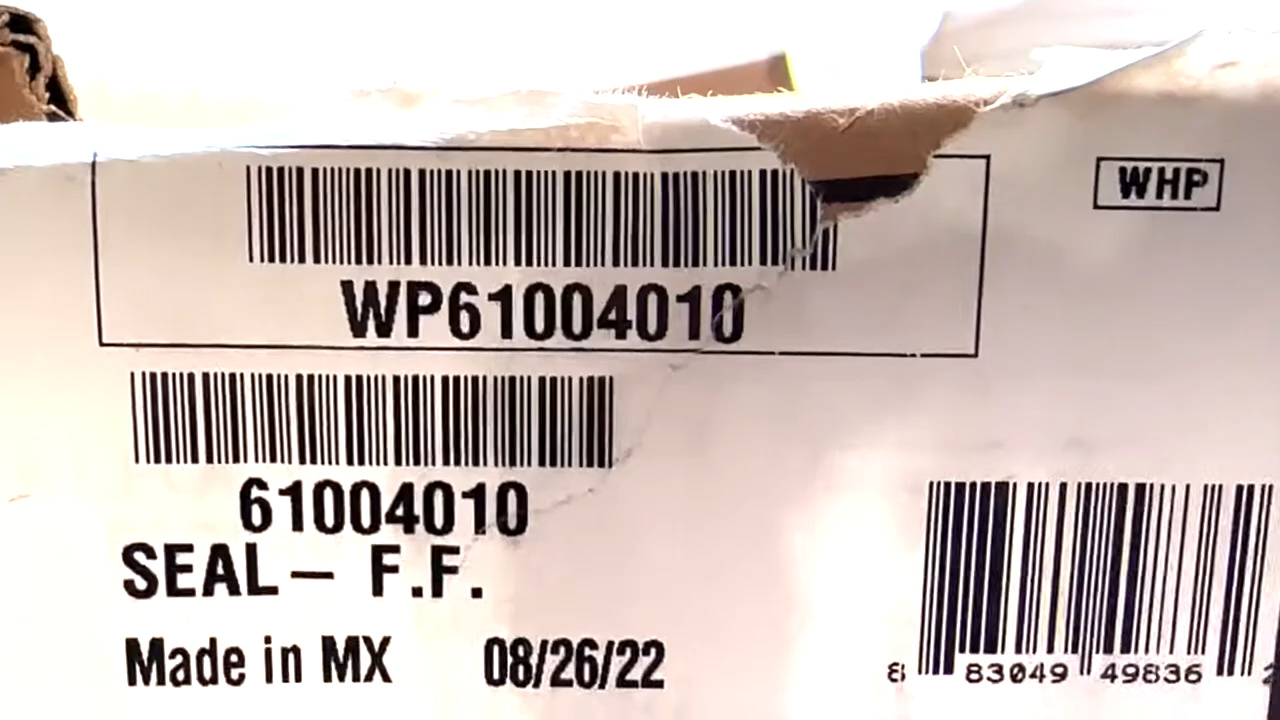 WHP
WP61004010
61004010
SEAL – F.F.
Made in MX 08/26/22
8 83049 49836